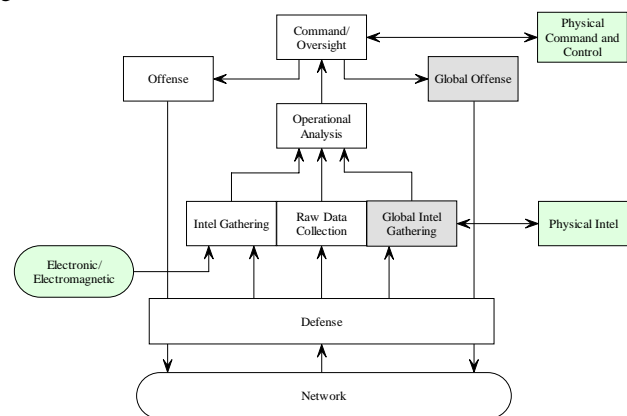 Command/
Oversight
Physical
Command and
Control
Offense
Global Offense
Operational
Analysis
Intel Gathering
Raw Data
Collection
Global Intel
Gathering
Physical Intel
Electronic/
Electromagnetic
Defense
Network